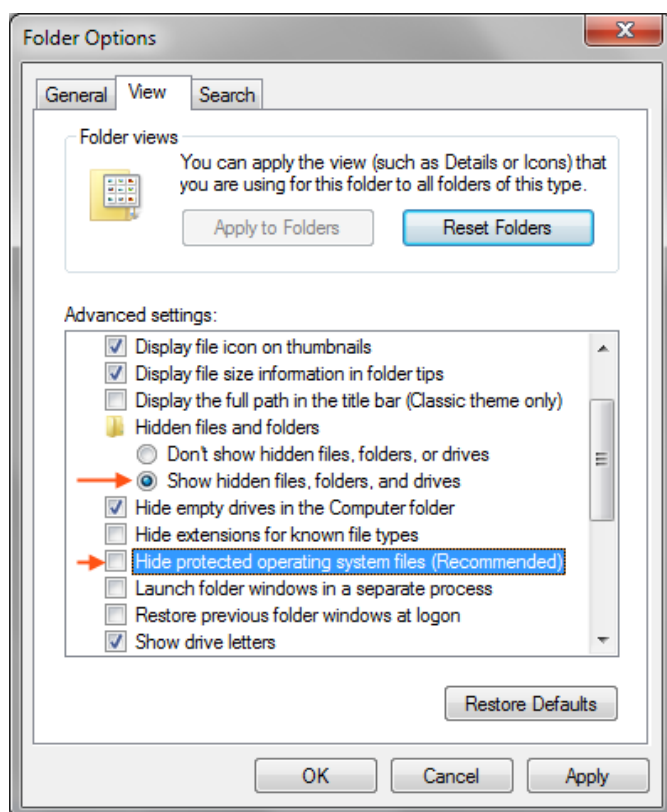 Folder Options
General
View
Search
Folder views
You can apply the view (such as Details or Icons) that
you are using for this folder to all folders of this type.
Apply to Folders
Reset Folders
Advanced settings:
Display file icon on thumbnails
Display file size information in folder tips
Display the full path in the title bar (Classic theme only)
Hidden files and folders
Don't show hidden files, folders, or drives
Show hidden files, folders, and drives
Hide empty drives in the Computer folder
Hide extensions for known file types
Hide protected operating system files (Recommended)
Launch folder windows in a separate process
Restore previous folder windows at logon
Show drive letters
Restore Defaults
OK
Cancel
Apply